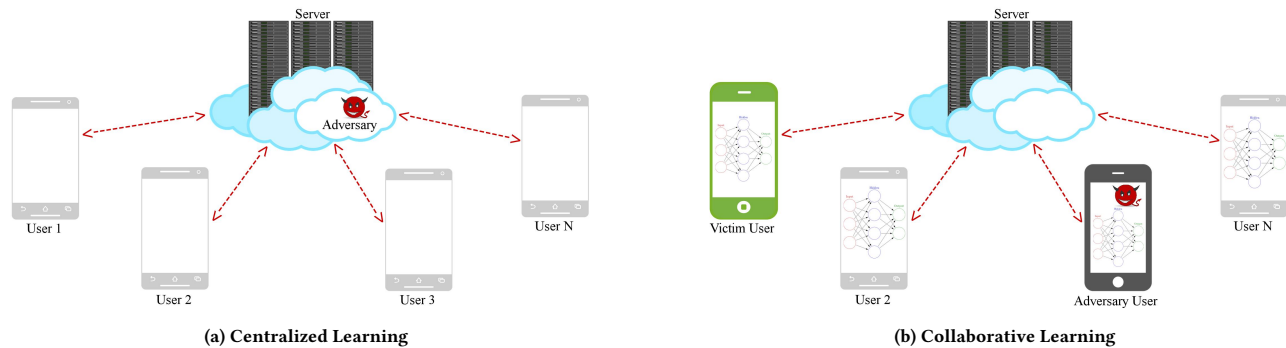 Server
Adversary
User 1
User 2
User 3
User N
(a) Centralized Learning
Server
Victim User
User 2
Adversary User
User N
(b) Collaborative Learning